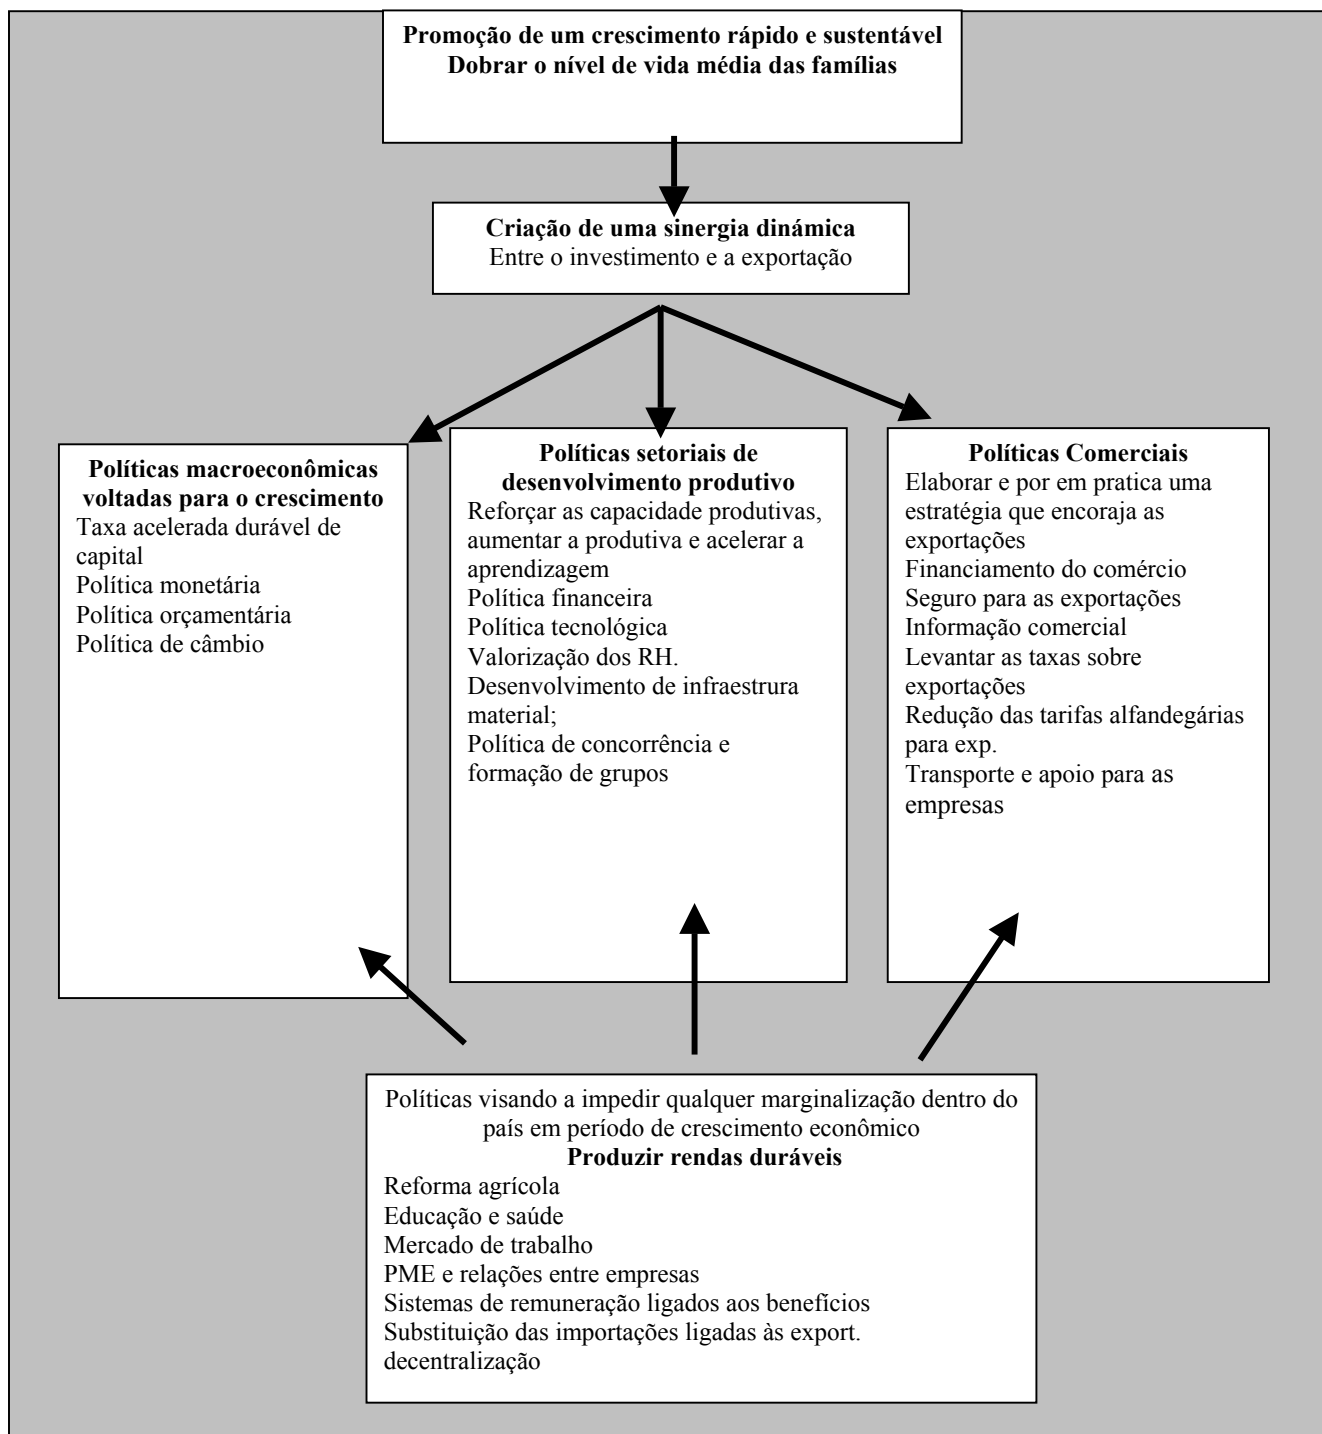 Promoção de um crescimento rápido e sustentável
Dobrar o nível de vida média das famílias
Criação de uma sinergia dinámica
Entre o investimento e a exportação
Políticas macroeconômicas
voltadas para o crescimento
Taxa acelerada durável de
capital
Política monetária
Política orçamentária
Política de câmbio
Políticas setoriais de
desenvolvimento produtivo
Reforçar as capacidade produtivas,
aumentar a produtiva e acelerar a
aprendizagem
Política financeira
Política tecnológica
Valorização dos RH.
Desenvolvimento de infraestrura
material;
Política de concorrência e
formação de grupos
Políticas Comerciais
Elaborar e por em pratica uma
estratégia que encoraja as
exportações
Financiamento do comércio
Seguro para as exportações
Informação comercial
Levantar as taxas sobre
exportações
Redução das tarifas alfandegárias
para exp.
Transporte e apoio para as
empresas
Políticas visando a impedir qualquer marginalização dentro do
país em período de crescimento econômico
Produzir rendas duráveis
Reforma agrícola
Educação e saúde
Mercado de trabalho
PME e relações entre empresas
Sistemas de remuneração ligados aos benefícios
Substituição das importações ligadas às export.
decentralização